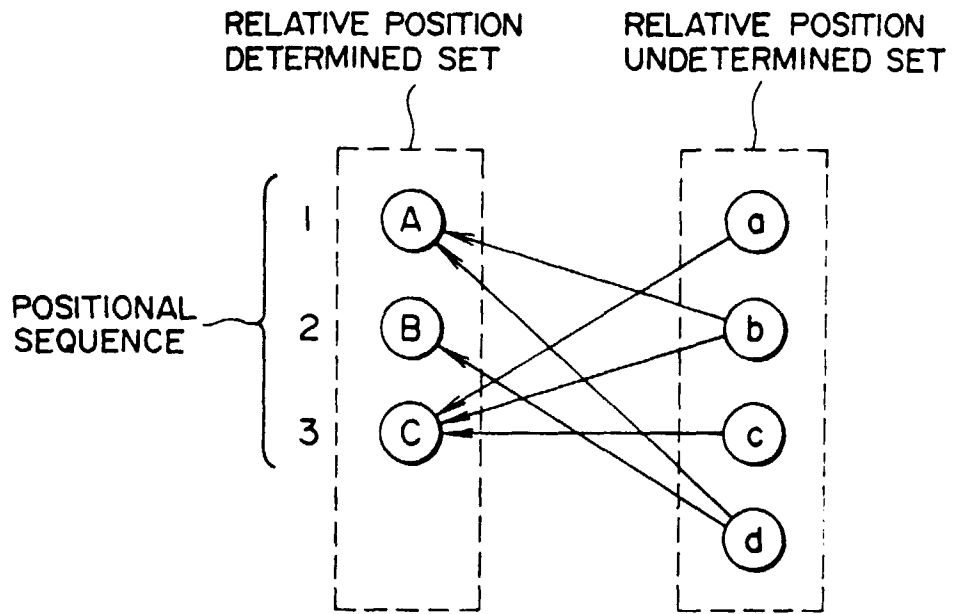 RELATIVE POSITION
DETERMINED SET
RELATIVE POSITION
UNDETERMINED SET
POSITIONAL
SEQUENCE
1
A
a
2
B
b
3
C
c
d